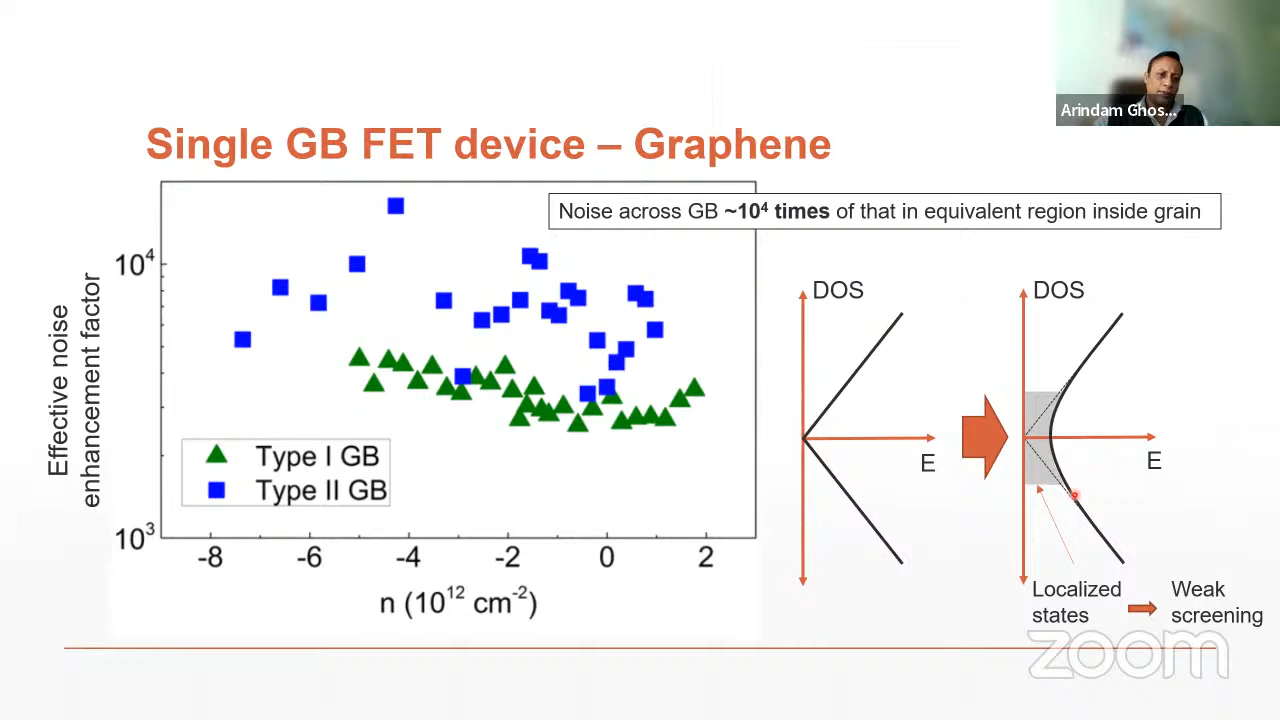 Arindam Ghos...
Single GB FET device – Graphene
Noise across GB ~10⁴ times of that in equivalent region inside grain
Effective noise
enhancement factor
10⁴
10³
Type I GB
Type II GB
-8 -6 -4 -2 0 2
n (10¹² cm⁻²)
DOS
E
DOS
E
Localized
states
Weak
screening
zoom